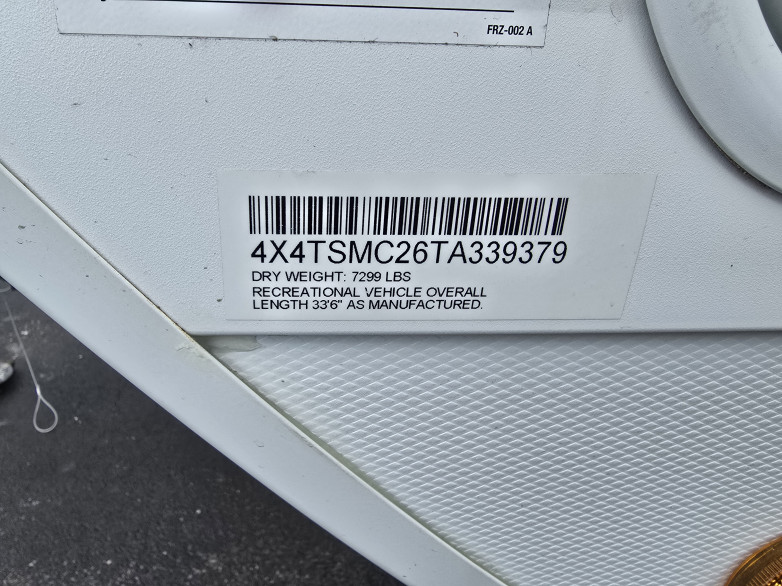 FRZ-002 A
4X4TSMC26TA339379
DRY WEIGHT: 7299 LBS
RECREATIONAL VEHICLE OVERALL
LENGTH 33'6" AS MANUFACTURED.